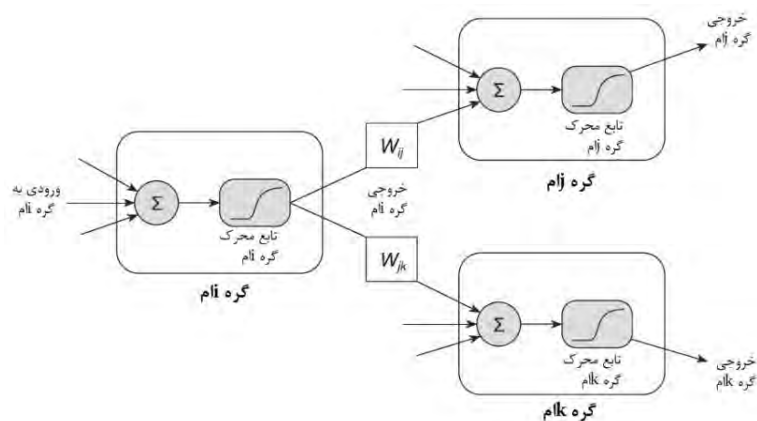 خروجی
گره jام
Σ
تابع محرک
گره jام
گره jام
W_ij
ورودی به
گره iام
Σ
تابع محرک
گره iام
گره iام
خروجی
گره iام
W_jk
Σ
تابع محرک
گره kام
گره kام
خروجی
گره kام